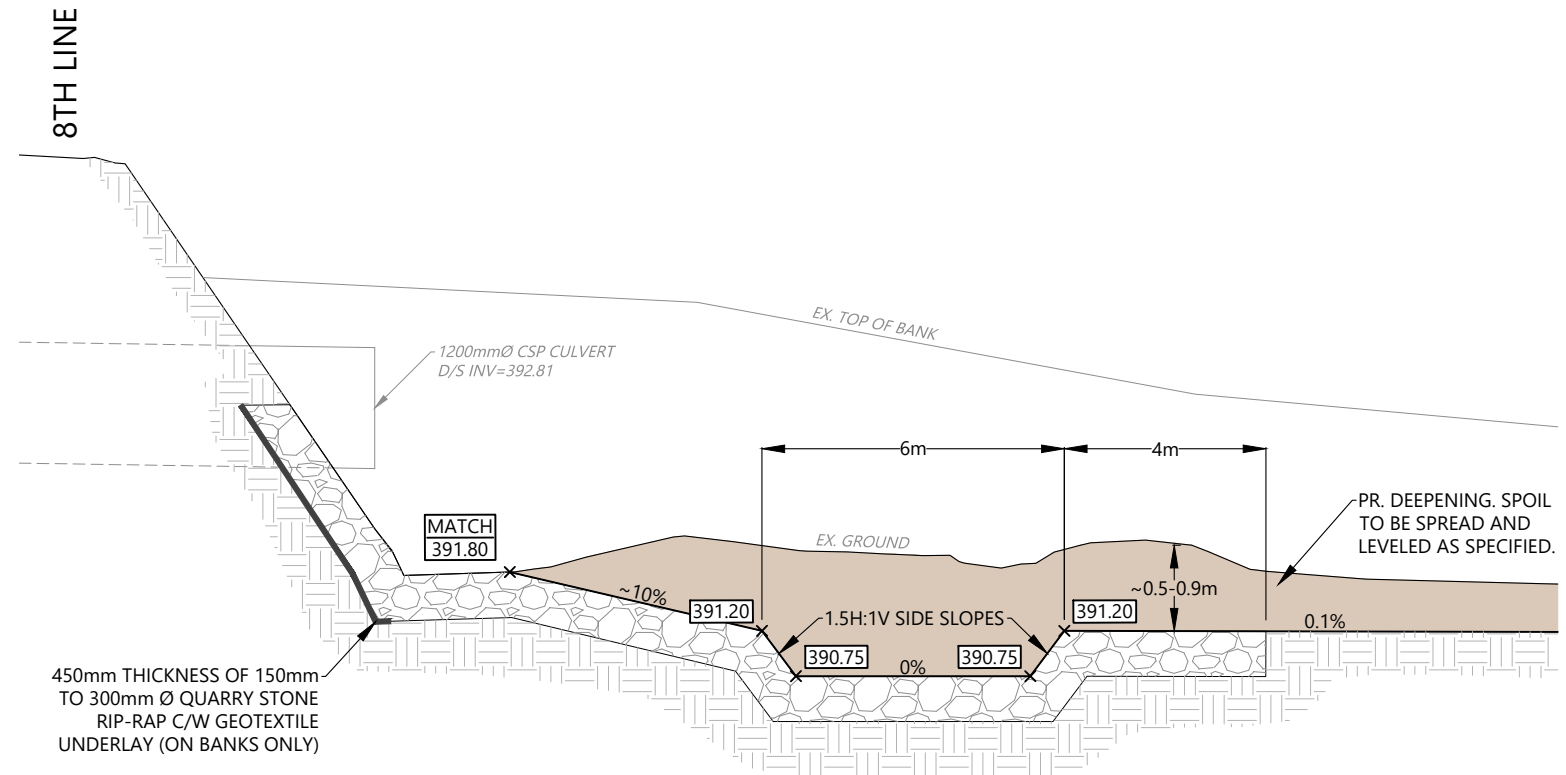 8TH LINE
EX. TOP OF BANK
1200mmØ CSP CULVERT
D/S INV=392.81
6m
4m
PR. DEEPENING. SPOIL
TO BE SPREAD AND
LEVELED AS SPECIFIED.
MATCH
391.80
EX. GROUND
~10%
391.20
1.5H:1V SIDE SLOPES
391.20
~0.5-0.9m
0.1%
390.75
0%
390.75
450mm THICKNESS OF 150mm
TO 300mm Ø QUARRY STONE
RIP-RAP C/W GEOTEXTILE
UNDERLAY (ON BANKS ONLY)